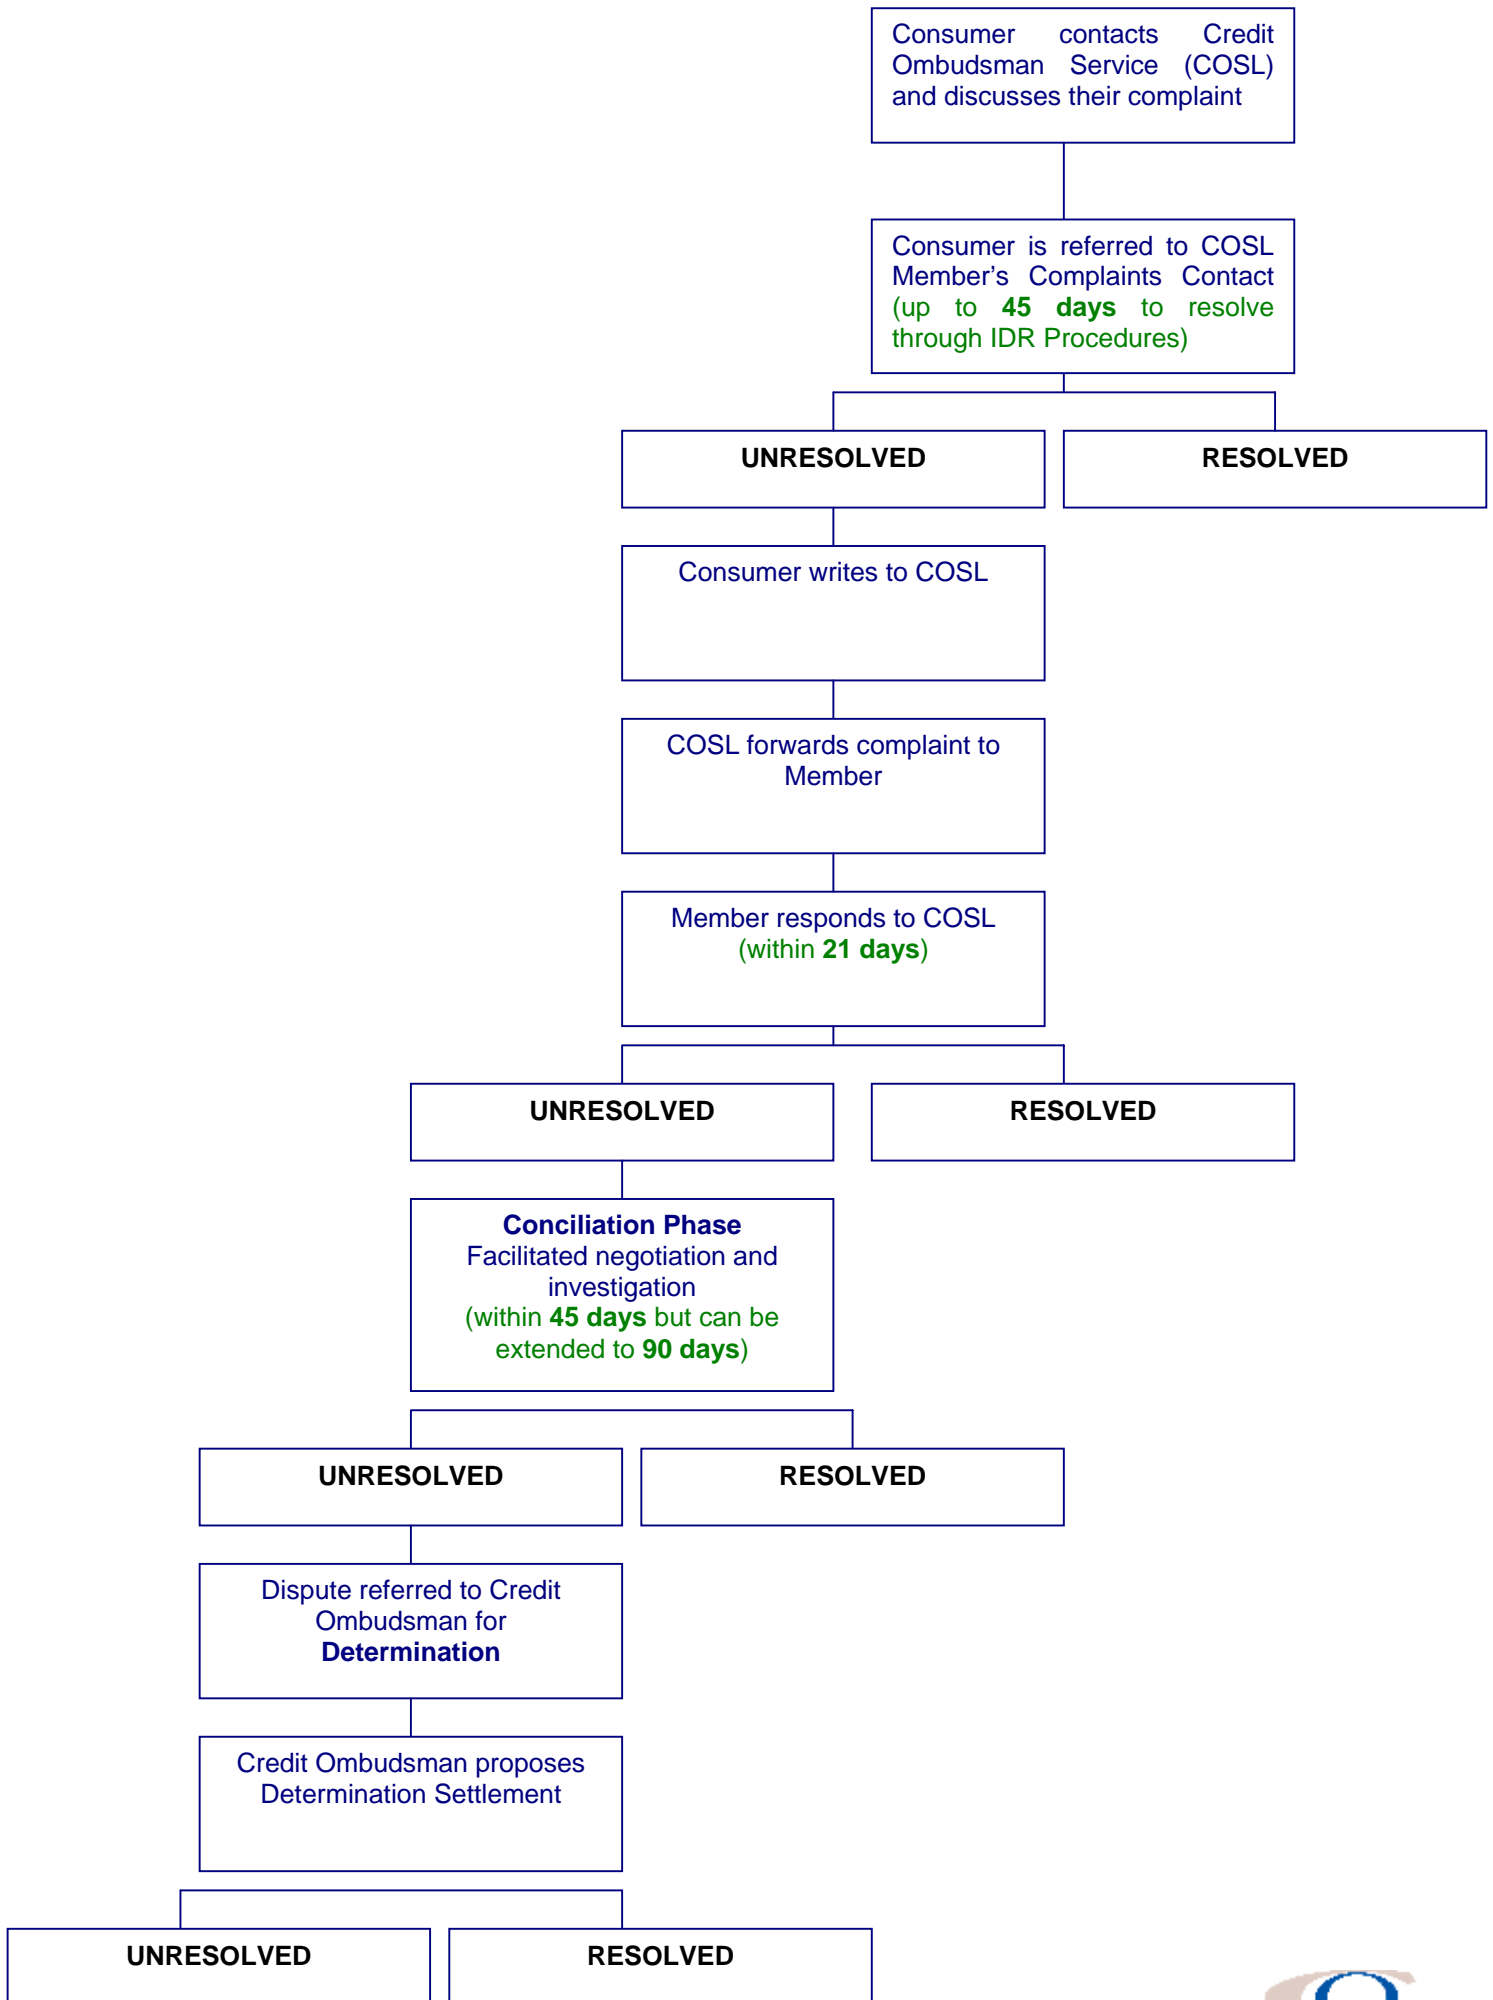 Consumer contacts Credit
Ombudsman Service (COSL)
and discusses their complaint
Consumer is referred to COSL
Member’s Complaints Contact
(up to 45 days to resolve
through IDR Procedures)
UNRESOLVED
RESOLVED
Consumer writes to COSL
COSL forwards complaint to
Member
Member responds to COSL
(within 21 days)
UNRESOLVED
RESOLVED
Conciliation Phase
Facilitated negotiation and
investigation
(within 45 days but can be
extended to 90 days)
UNRESOLVED
RESOLVED
Dispute referred to Credit
Ombudsman for
Determination
Credit Ombudsman proposes
Determination Settlement
UNRESOLVED
RESOLVED